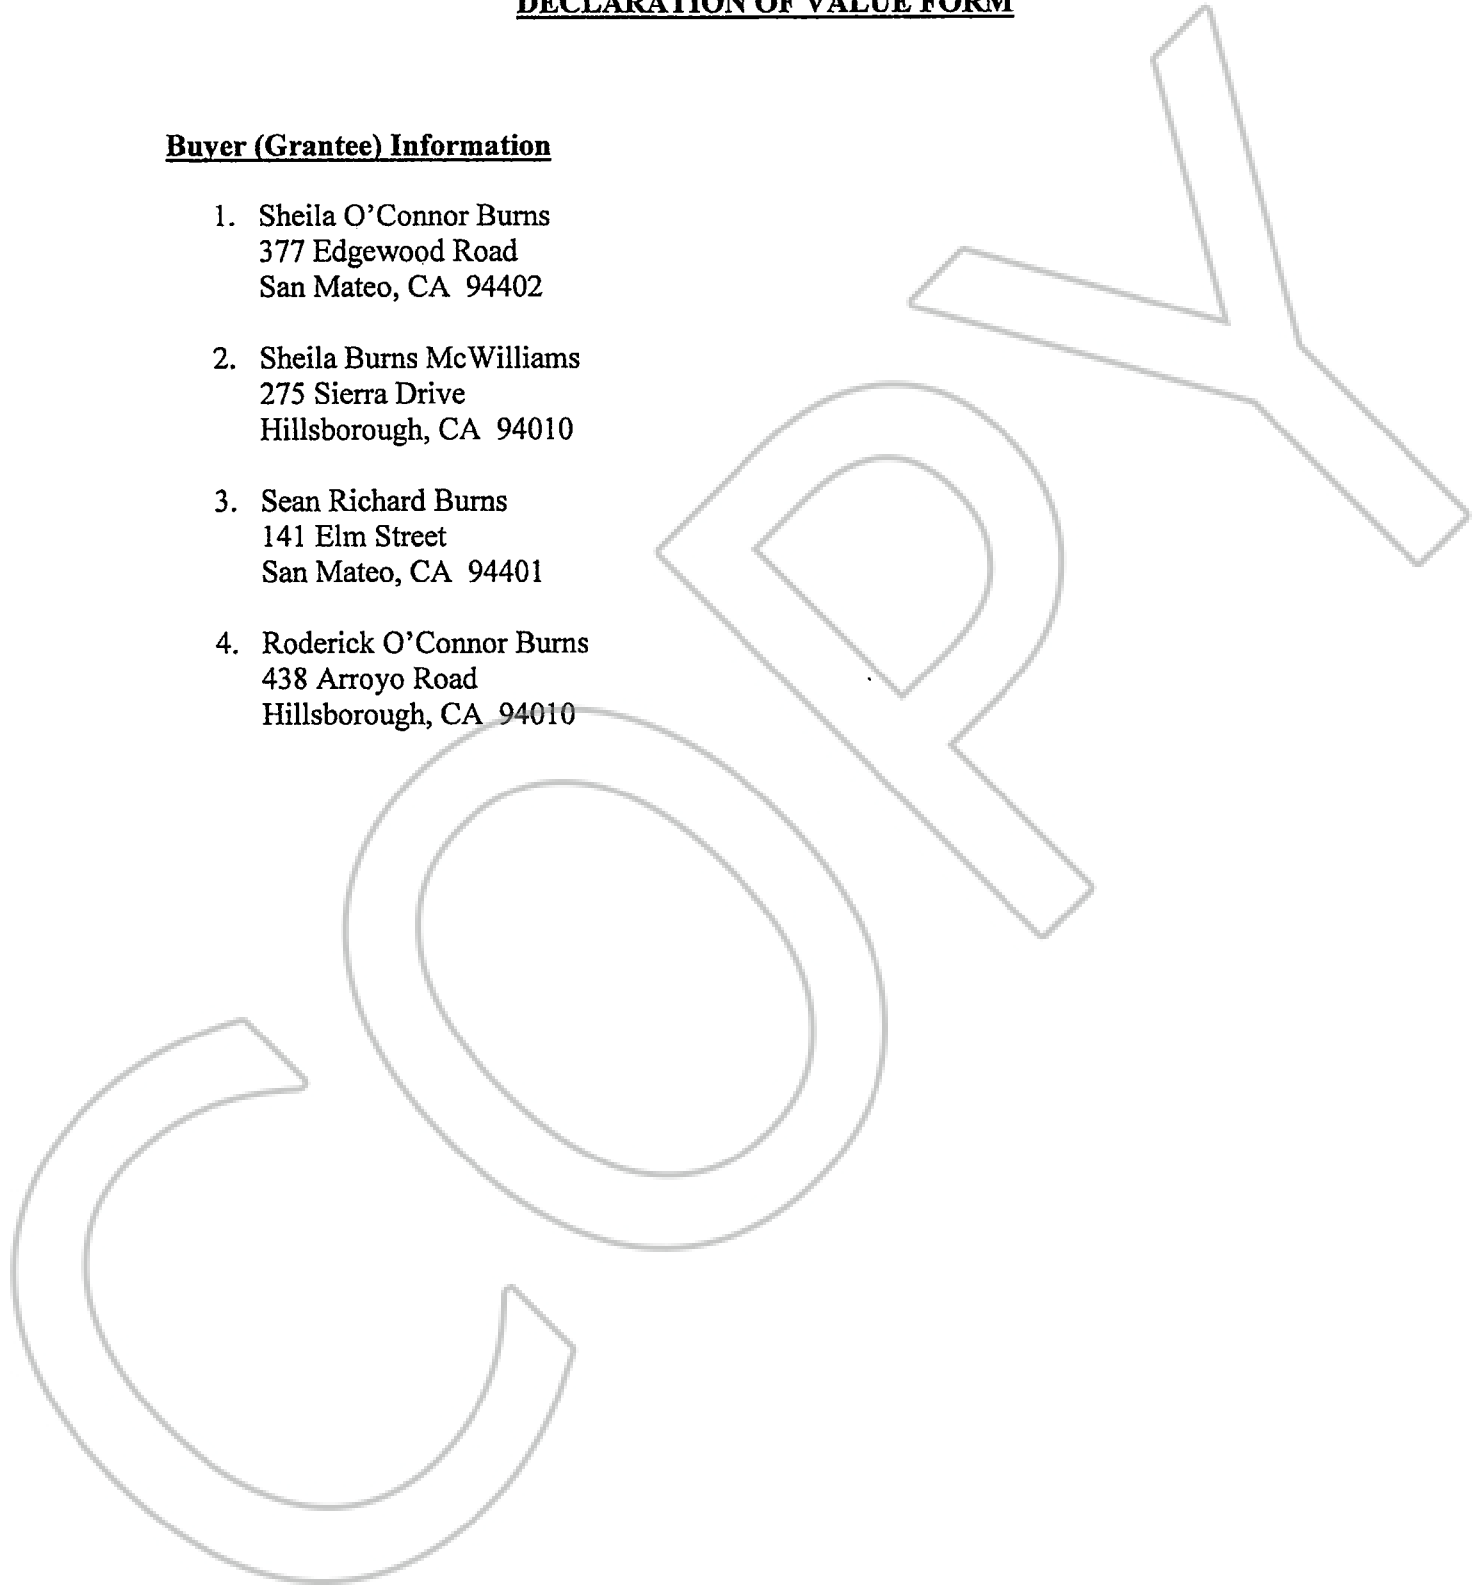 DECLARATION OF VALUE FORM
Buyer (Grantee) Information
1. Sheila O’Connor Burns
377 Edgewood Road
San Mateo, CA 94402
2. Sheila Burns McWilliams
275 Sierra Drive
Hillsborough, CA 94010
3. Sean Richard Burns
141 Elm Street
San Mateo, CA 94401
4. Roderick O’Connor Burns
438 Arroyo Road
Hillsborough, CA 94010
COPY